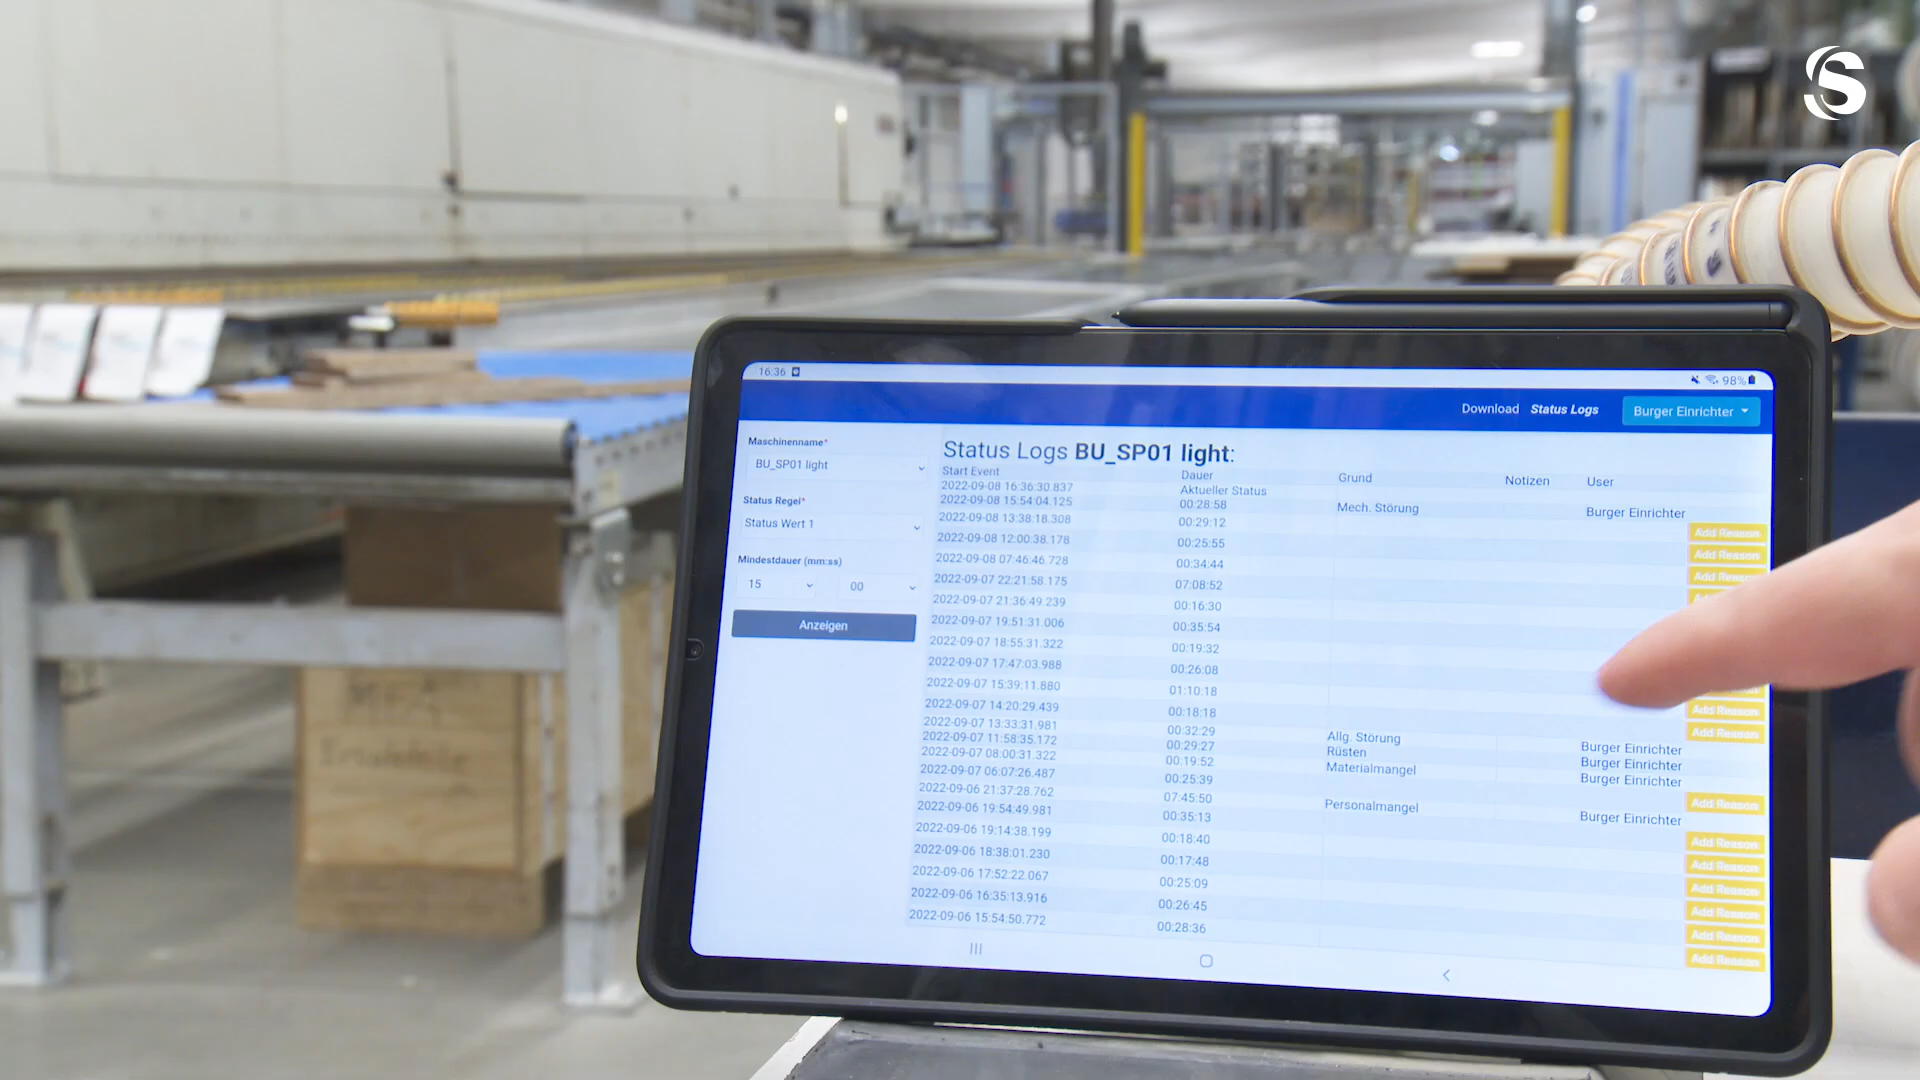 S
16:36
98%
Download Status Logs Burger Einrichter
Maschinenname*
BU_SP01 light
Status Regel*
Status Wert 1
Mindestdauer (mm:ss)
15 00
Anzeigen
Status Logs BU_SP01 light:
Start Event Dauer Grund Notizen User
2022-09-08 16:36:30.837 Aktueller Status
2022-09-08 15:54:04.125 00:28:58 Mech. Störung Burger Einrichter
2022-09-08 13:38:18.308 00:29:12 Add Reason
2022-09-08 12:00:38.178 00:25:55 Add Reason
2022-09-08 07:46:46.728 00:34:44 Add Reason
2022-09-07 22:21:58.175 07:08:52
2022-09-07 21:36:49.239 00:16:30
2022-09-07 19:51:31.006 00:35:54
2022-09-07 18:55:31.322 00:19:32
2022-09-07 17:47:03.988 00:26:08
2022-09-07 15:39:11.880 01:10:18 Add Reason
2022-09-07 14:20:29.439 00:18:18 Add Reason
2022-09-07 13:33:31.981 00:32:29 Allg. Störung Burger Einrichter
2022-09-07 11:58:35.172 00:29:27 Rüsten Burger Einrichter
2022-09-07 08:00:31.322 00:19:52 Materialmangel Burger Einrichter
2022-09-07 06:07:26.487 00:25:39 Add Reason
2022-09-06 21:37:28.762 07:45:50 Personalmangel Burger Einrichter
2022-09-06 19:54:49.981 00:35:13 Add Reason
2022-09-06 19:14:38.199 00:18:40 Add Reason
2022-09-06 18:38:01.230 00:17:48 Add Reason
2022-09-06 17:52:22.067 00:25:09 Add Reason
2022-09-06 16:35:13.916 00:26:45 Add Reason
2022-09-06 15:54:50.772 00:28:36 Add Reason